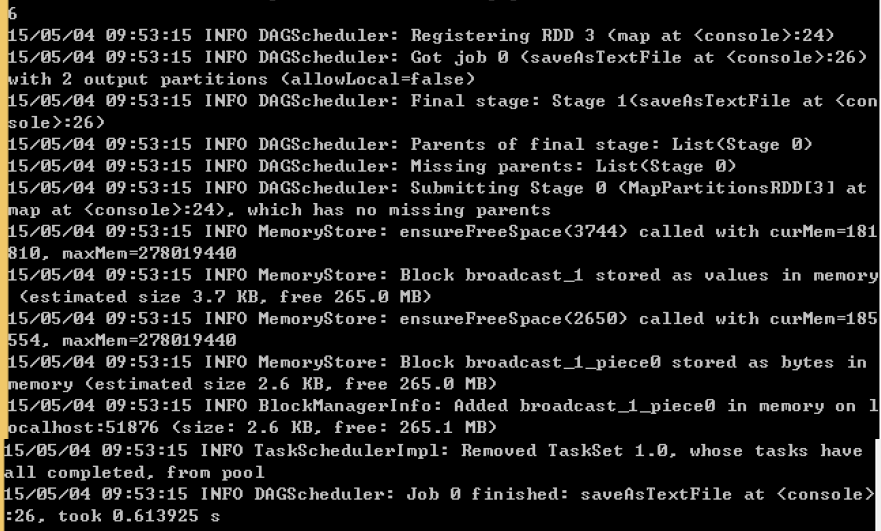 6
15/05/04 09:53:15 INFO DAGScheduler: Registering RDD 3 (map at <console>:24)
15/05/04 09:53:15 INFO DAGScheduler: Got job 0 (saveAsTextFile at <console>:26)
with 2 output partitions (allowLocal=false)
15/05/04 09:53:15 INFO DAGScheduler: Final stage: Stage 1(saveAsTextFile at <con
sole>:26)
15/05/04 09:53:15 INFO DAGScheduler: Parents of final stage: List(Stage 0)
15/05/04 09:53:15 INFO DAGScheduler: Missing parents: List(Stage 0)
15/05/04 09:53:15 INFO DAGScheduler: Submitting Stage 0 (MapPartitionsRDD[3] at
map at <console>:24), which has no missing parents
15/05/04 09:53:15 INFO MemoryStore: ensureFreeSpace(3744) called with curMem=181
810, maxMem=278019440
15/05/04 09:53:15 INFO MemoryStore: Block broadcast_1 stored as values in memory
(estimated size 3.7 KB, free 265.0 MB)
15/05/04 09:53:15 INFO MemoryStore: ensureFreeSpace(2650) called with curMem=185
554, maxMem=278019440
15/05/04 09:53:15 INFO MemoryStore: Block broadcast_1_piece0 stored as bytes in
memory (estimated size 2.6 KB, free 265.0 MB)
15/05/04 09:53:15 INFO BlockManagerInfo: Added broadcast_1_piece0 in memory on l
ocalhost:51876 (size: 2.6 KB, free: 265.1 MB)
15/05/04 09:53:15 INFO TaskSchedulerImpl: Removed TaskSet 1.0, whose tasks have
all completed, from pool
15/05/04 09:53:15 INFO DAGScheduler: Job 0 finished: saveAsTextFile at <console>
:26, took 0.613925 s